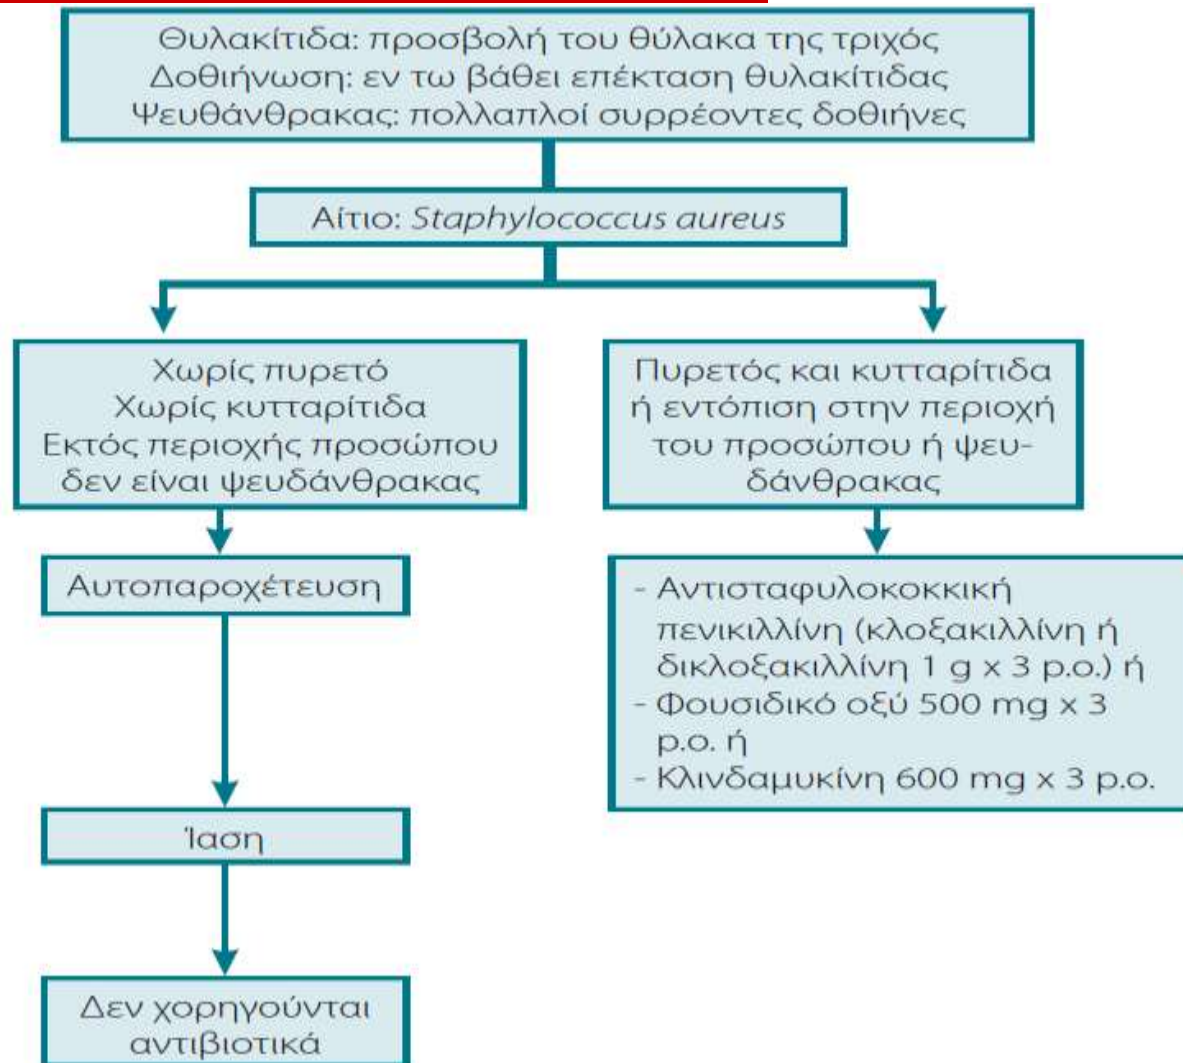 Θυλακίτιδα: προσβολή του θύλακα της τριχός
Δοθιήνωση: εν τω βάθει επέκταση θυλακίτιδας
Ψευθάνθρακας: πολλαπλοί συρρέοντες δοθιήνες
Αίτιο: Staphylococcus aureus
Χωρίς πυρετό
Χωρίς κυτταρίτιδα
Εκτός περιοχής προσώπου
δεν είναι ψευδάνθρακας
Αυτοπαροχέτευση
Ίαση
Δεν χορηγούνται
αντιβιοτικά
Πυρετός και κυτταρίτιδα
ή εντόπιση στην περιοχή
του προσώπου ή ψευ-
δάνθρακας
- Αντισταφυλοκοκκική
πενικιλλίνη (κλοξακιλλίνη ή
δικλοξακιλλίνη 1 g x 3 p.o.) ή
- Φουσιδικό οξύ 500 mg x 3
p.o. ή
- Κλινδαμυκίνη 600 mg x 3 p.o.